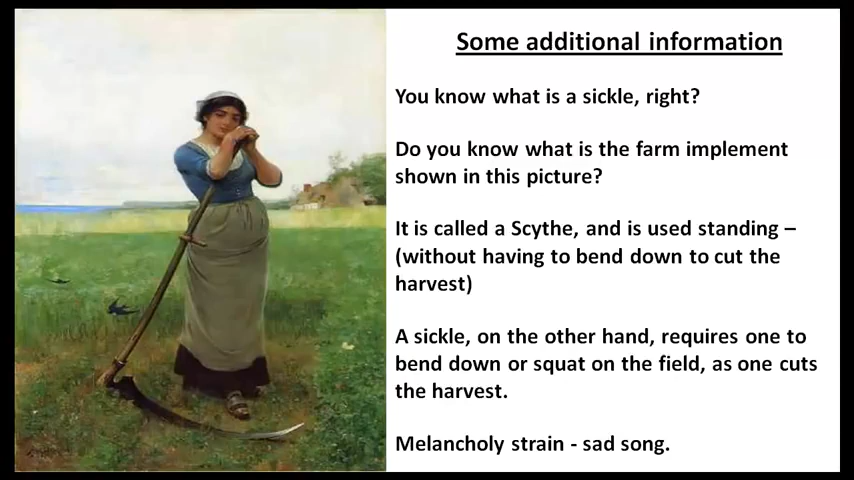 Some additional information
You know what is a sickle, right?
Do you know what is the farm implement
shown in this picture?
It is called a Scythe, and is used standing –
(without having to bend down to cut the
harvest)
A sickle, on the other hand, requires one to
bend down or squat on the field, as one cuts
the harvest.
Melancholy strain - sad song.